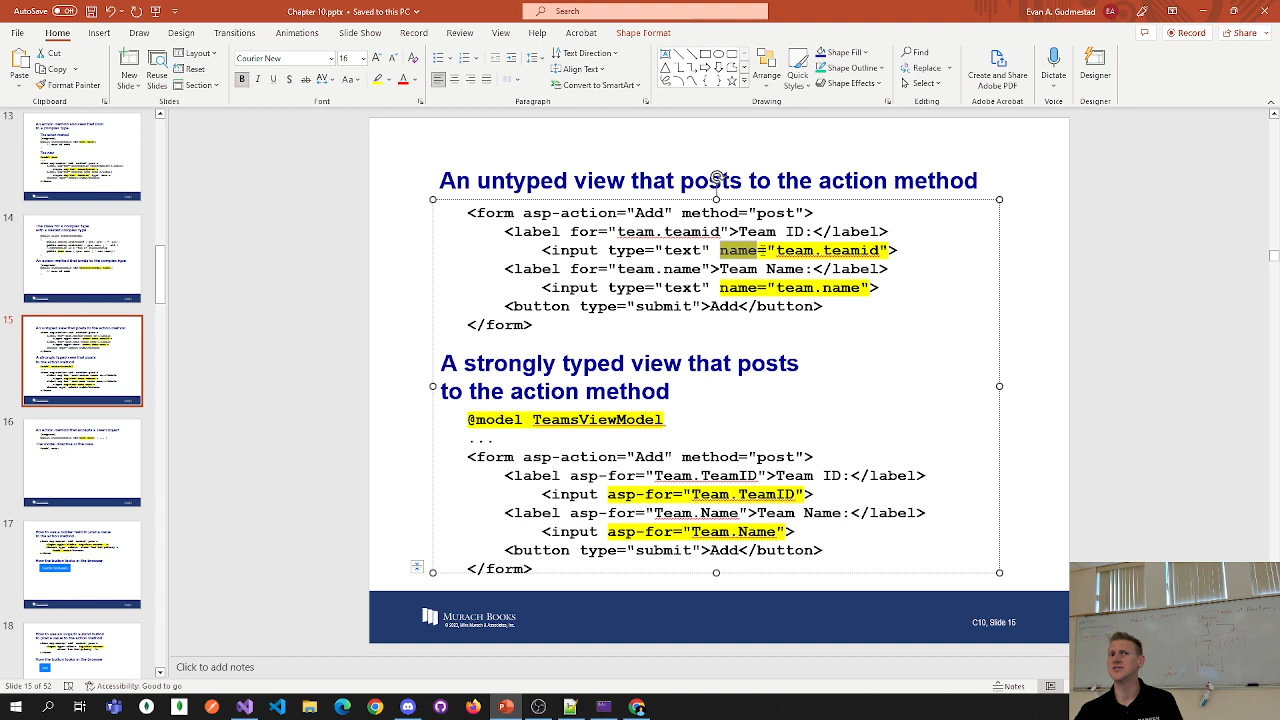 AutoSave Off Chapter 10.pptx • Saved to this PC Search Evan A. Gudmestad EA
File Home Insert Draw Design Transitions Animations Slide Show Record Review View Help Acrobat Shape Format Record Share
Paste Cut Copy Format Painter Clipboard
New Slide Reuse Slides Layout Reset Section Slides
Courier New 16 Font
Text Direction Align Text Convert to SmartArt Paragraph
Arrange Quick Styles Shape Fill Shape Outline Shape Effects Drawing
Find Replace Select Editing
Create and Share Adobe PDF Adobe Acrobat
Dictate Voice
Designer Designer
13
14
15
16
17
18
An untyped view that posts to the action method
<form asp-action="Add" method="post">
<label for="team.teamid">Team ID:</label>
<input type="text" name="team.teamid">
<label for="team.name">Team Name:</label>
<input type="text" name="team.name">
<button type="submit">Add</button>
</form>
A strongly typed view that posts
to the action method
@model TeamsViewModel
...
<form asp-action="Add" method="post">
<label asp-for="Team.TeamID">Team ID:</label>
<input asp-for="Team.TeamID">
<label asp-for="Team.Name">Team Name:</label>
<input asp-for="Team.Name">
<button type="submit">Add</button>
</form>
MURACH BOOKS
C10, Slide 15
Click to add notes
Slide 15 of 52 Accessibility: Good to go Notes